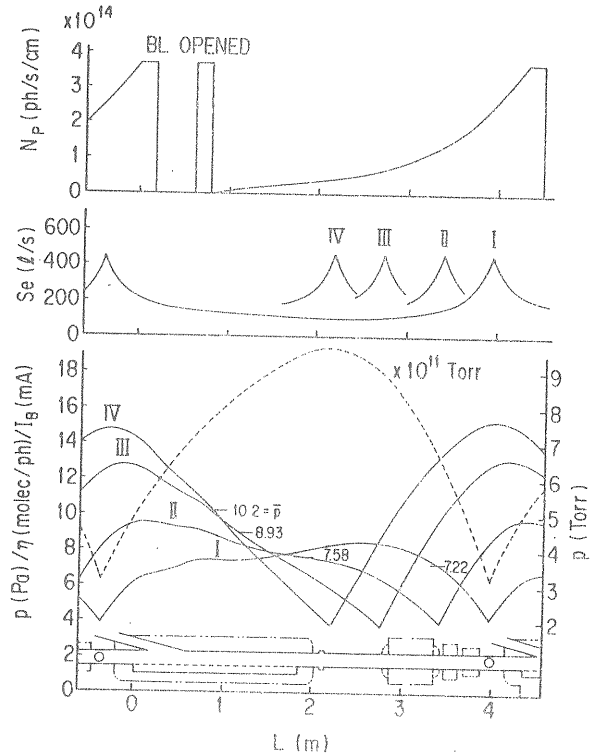 ×10^14
BL OPENED
N_P (ph/s/cm)
4
3
2
1
0
Se (ℓ/s)
600
400
200
0
IV III II I
p (Pa)/η (molec/ph)/I_B (mA)
18
16
14
12
10
8
6
4
2
0
×10^11 Torr
IV
III
II
I
10.2=p̄
8.93
7.58
7.22
9
8
7
6
5
4
3
2
p (Torr)
0 1 2 3 4
L (m)